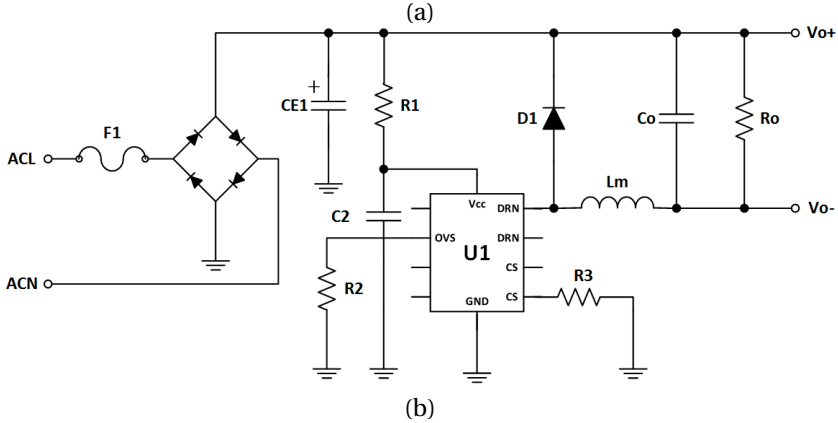 (a)
Vo+
+
CE1
R1
D1
Co
Ro
F1
ACL
Lm
Vcc
DRN
C2
Vo-
OVS
DRN
U1
CS
R3
ACN
R2
GND
CS
(b)